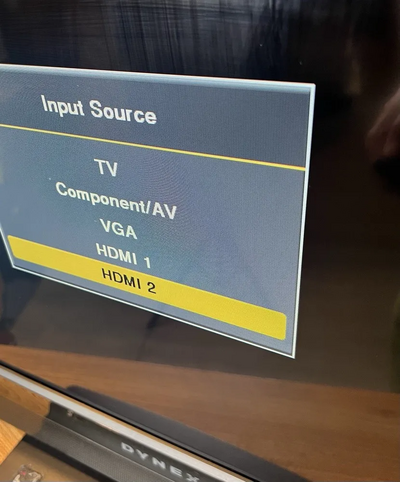 Input Source
TV
Component/AV
VGA
HDMI 1
HDMI 2
DYNEX